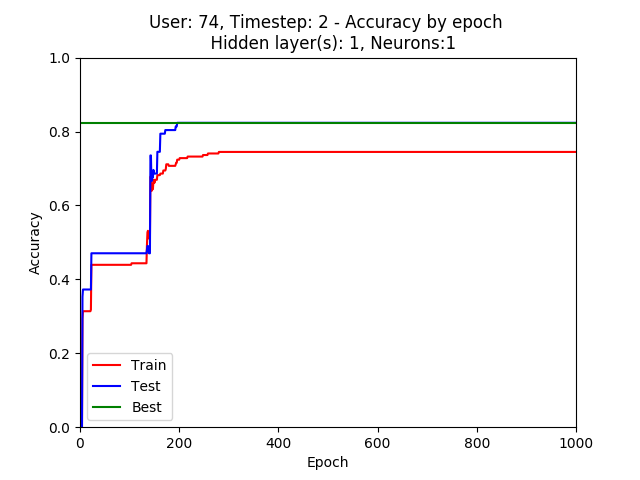 User: 74, Timestep: 2 - Accuracy by epoch
Hidden layer(s): 1, Neurons:1
1.0
0.8
0.6
0.4
0.2
0.0
Accuracy
Train
Test
Best
0 200 400 600 800 1000
Epoch